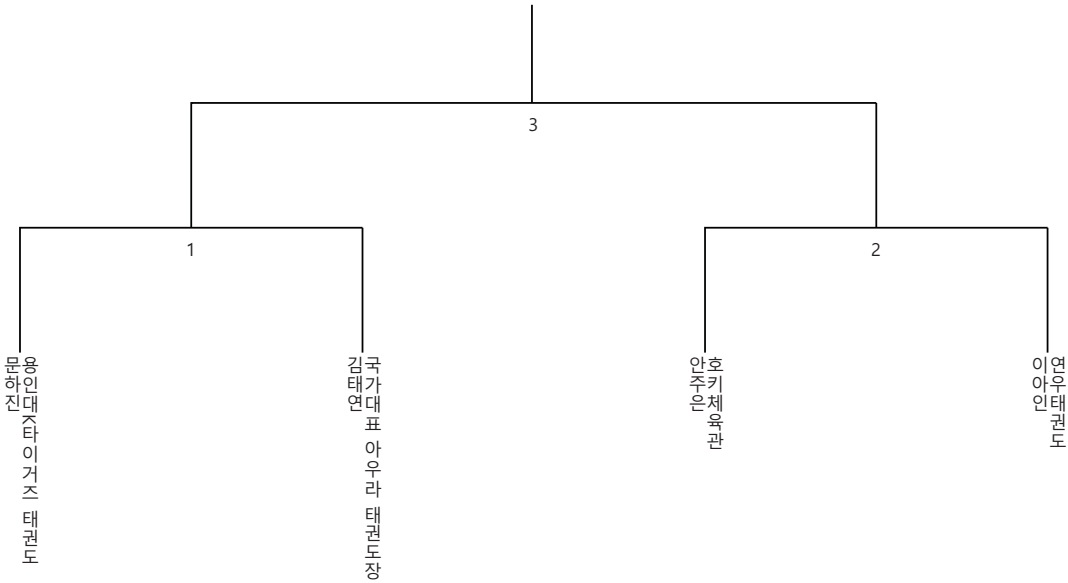 3
1
2
문하진
용인대ㅈ타이거즈 태권도
김태연
국가대표 아우라 태권도장
안주은
호키체육관
이아인
연우태권도